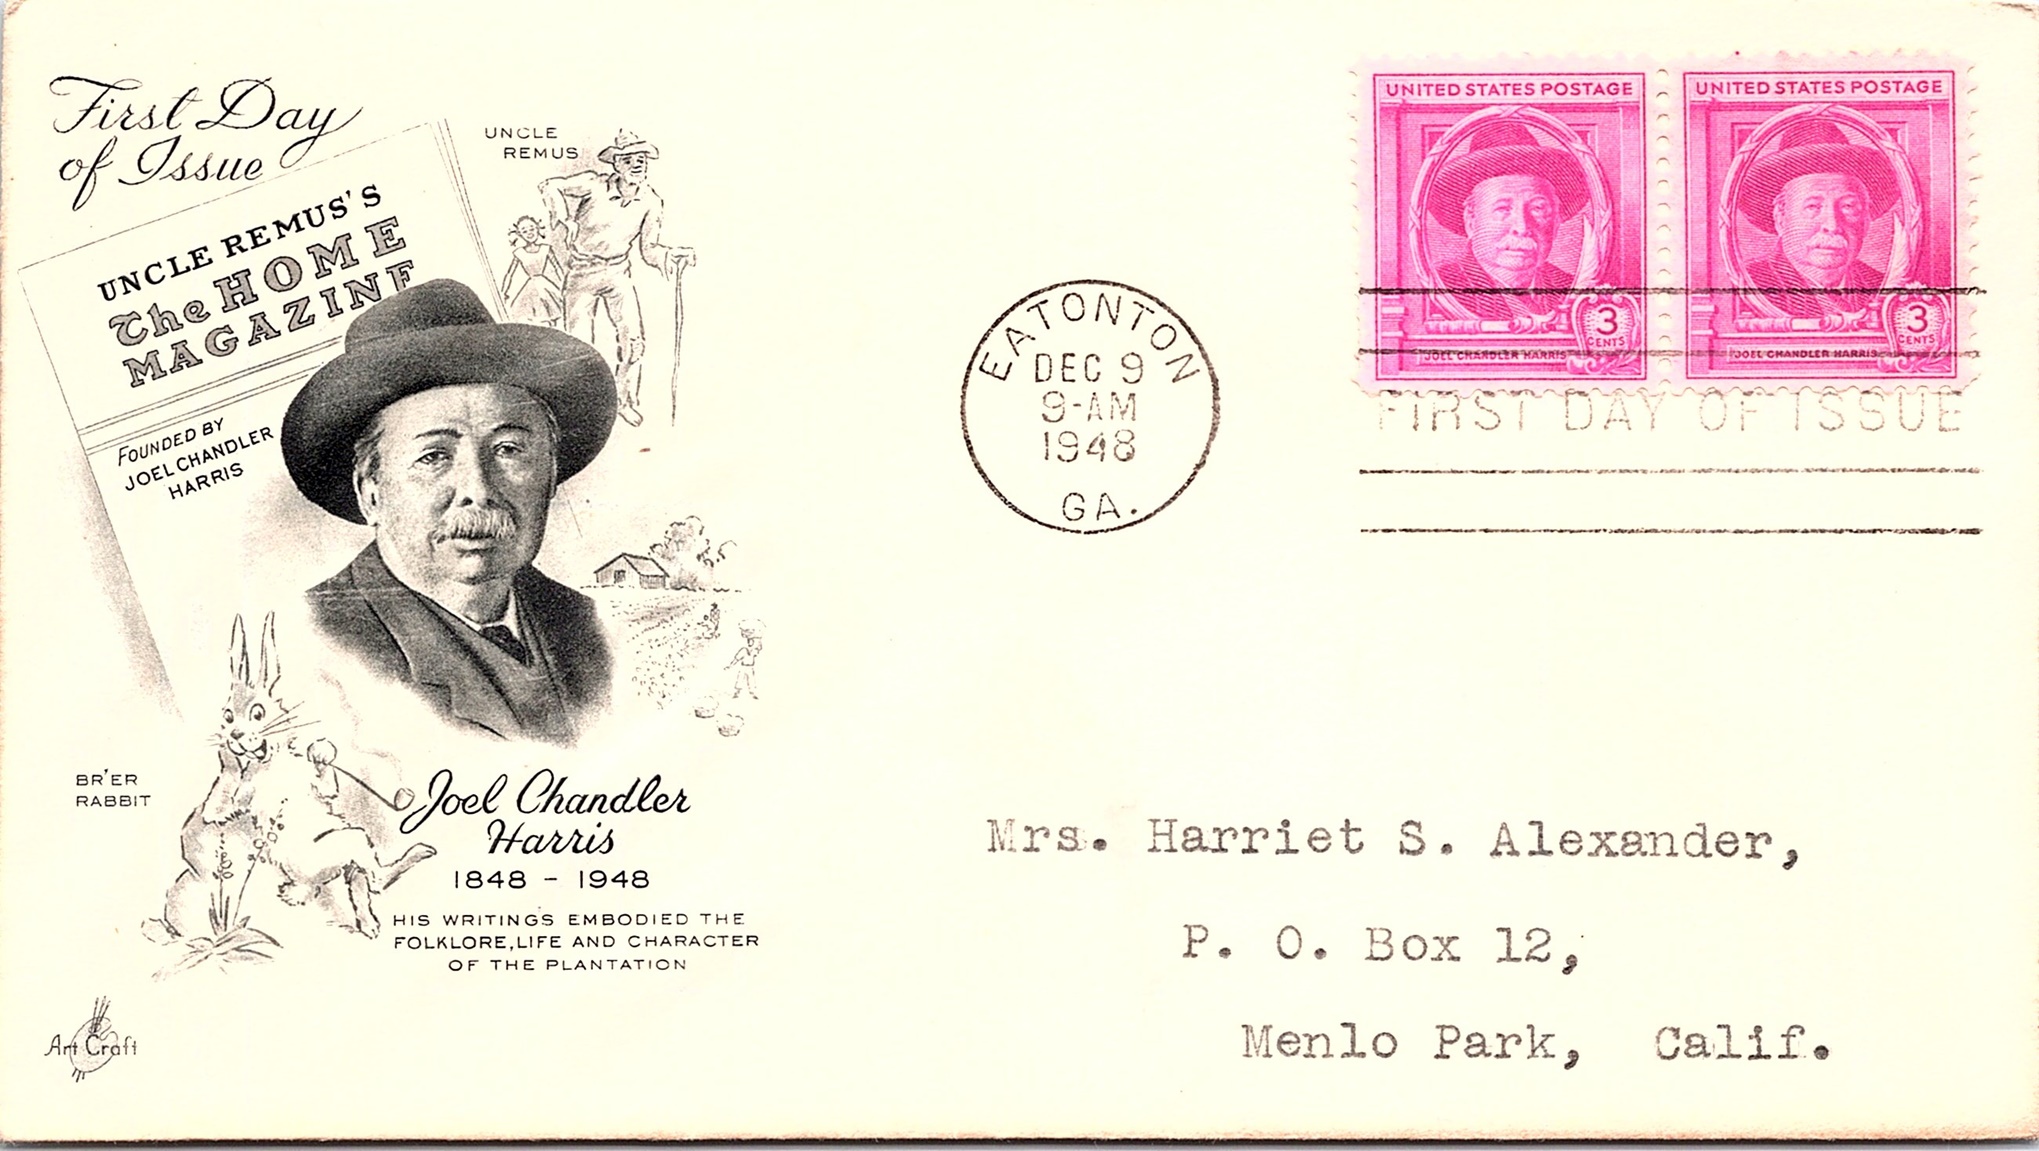 First Day
of Issue
UNCLE REMUS'S
The HOME
MAGAZINE
FOUNDED BY
JOEL CHANDLER
HARRIS
UNCLE
REMUS
BR'ER
RABBIT
Joel Chandler
Harris
1848 - 1948
HIS WRITINGS EMBODIED THE
FOLKLORE, LIFE AND CHARACTER
OF THE PLANTATION
Art Craft
EATONTON
DEC 9
9-AM
1948
GA.
UNITED STATES POSTAGE
3
CENTS
JOEL CHANDLER HARRIS
UNITED STATES POSTAGE
3
CENTS
JOEL CHANDLER HARRIS
FIRST DAY OF ISSUE
Mrs. Harriet S. Alexander,
P. O. Box 12,
Menlo Park, Calif.